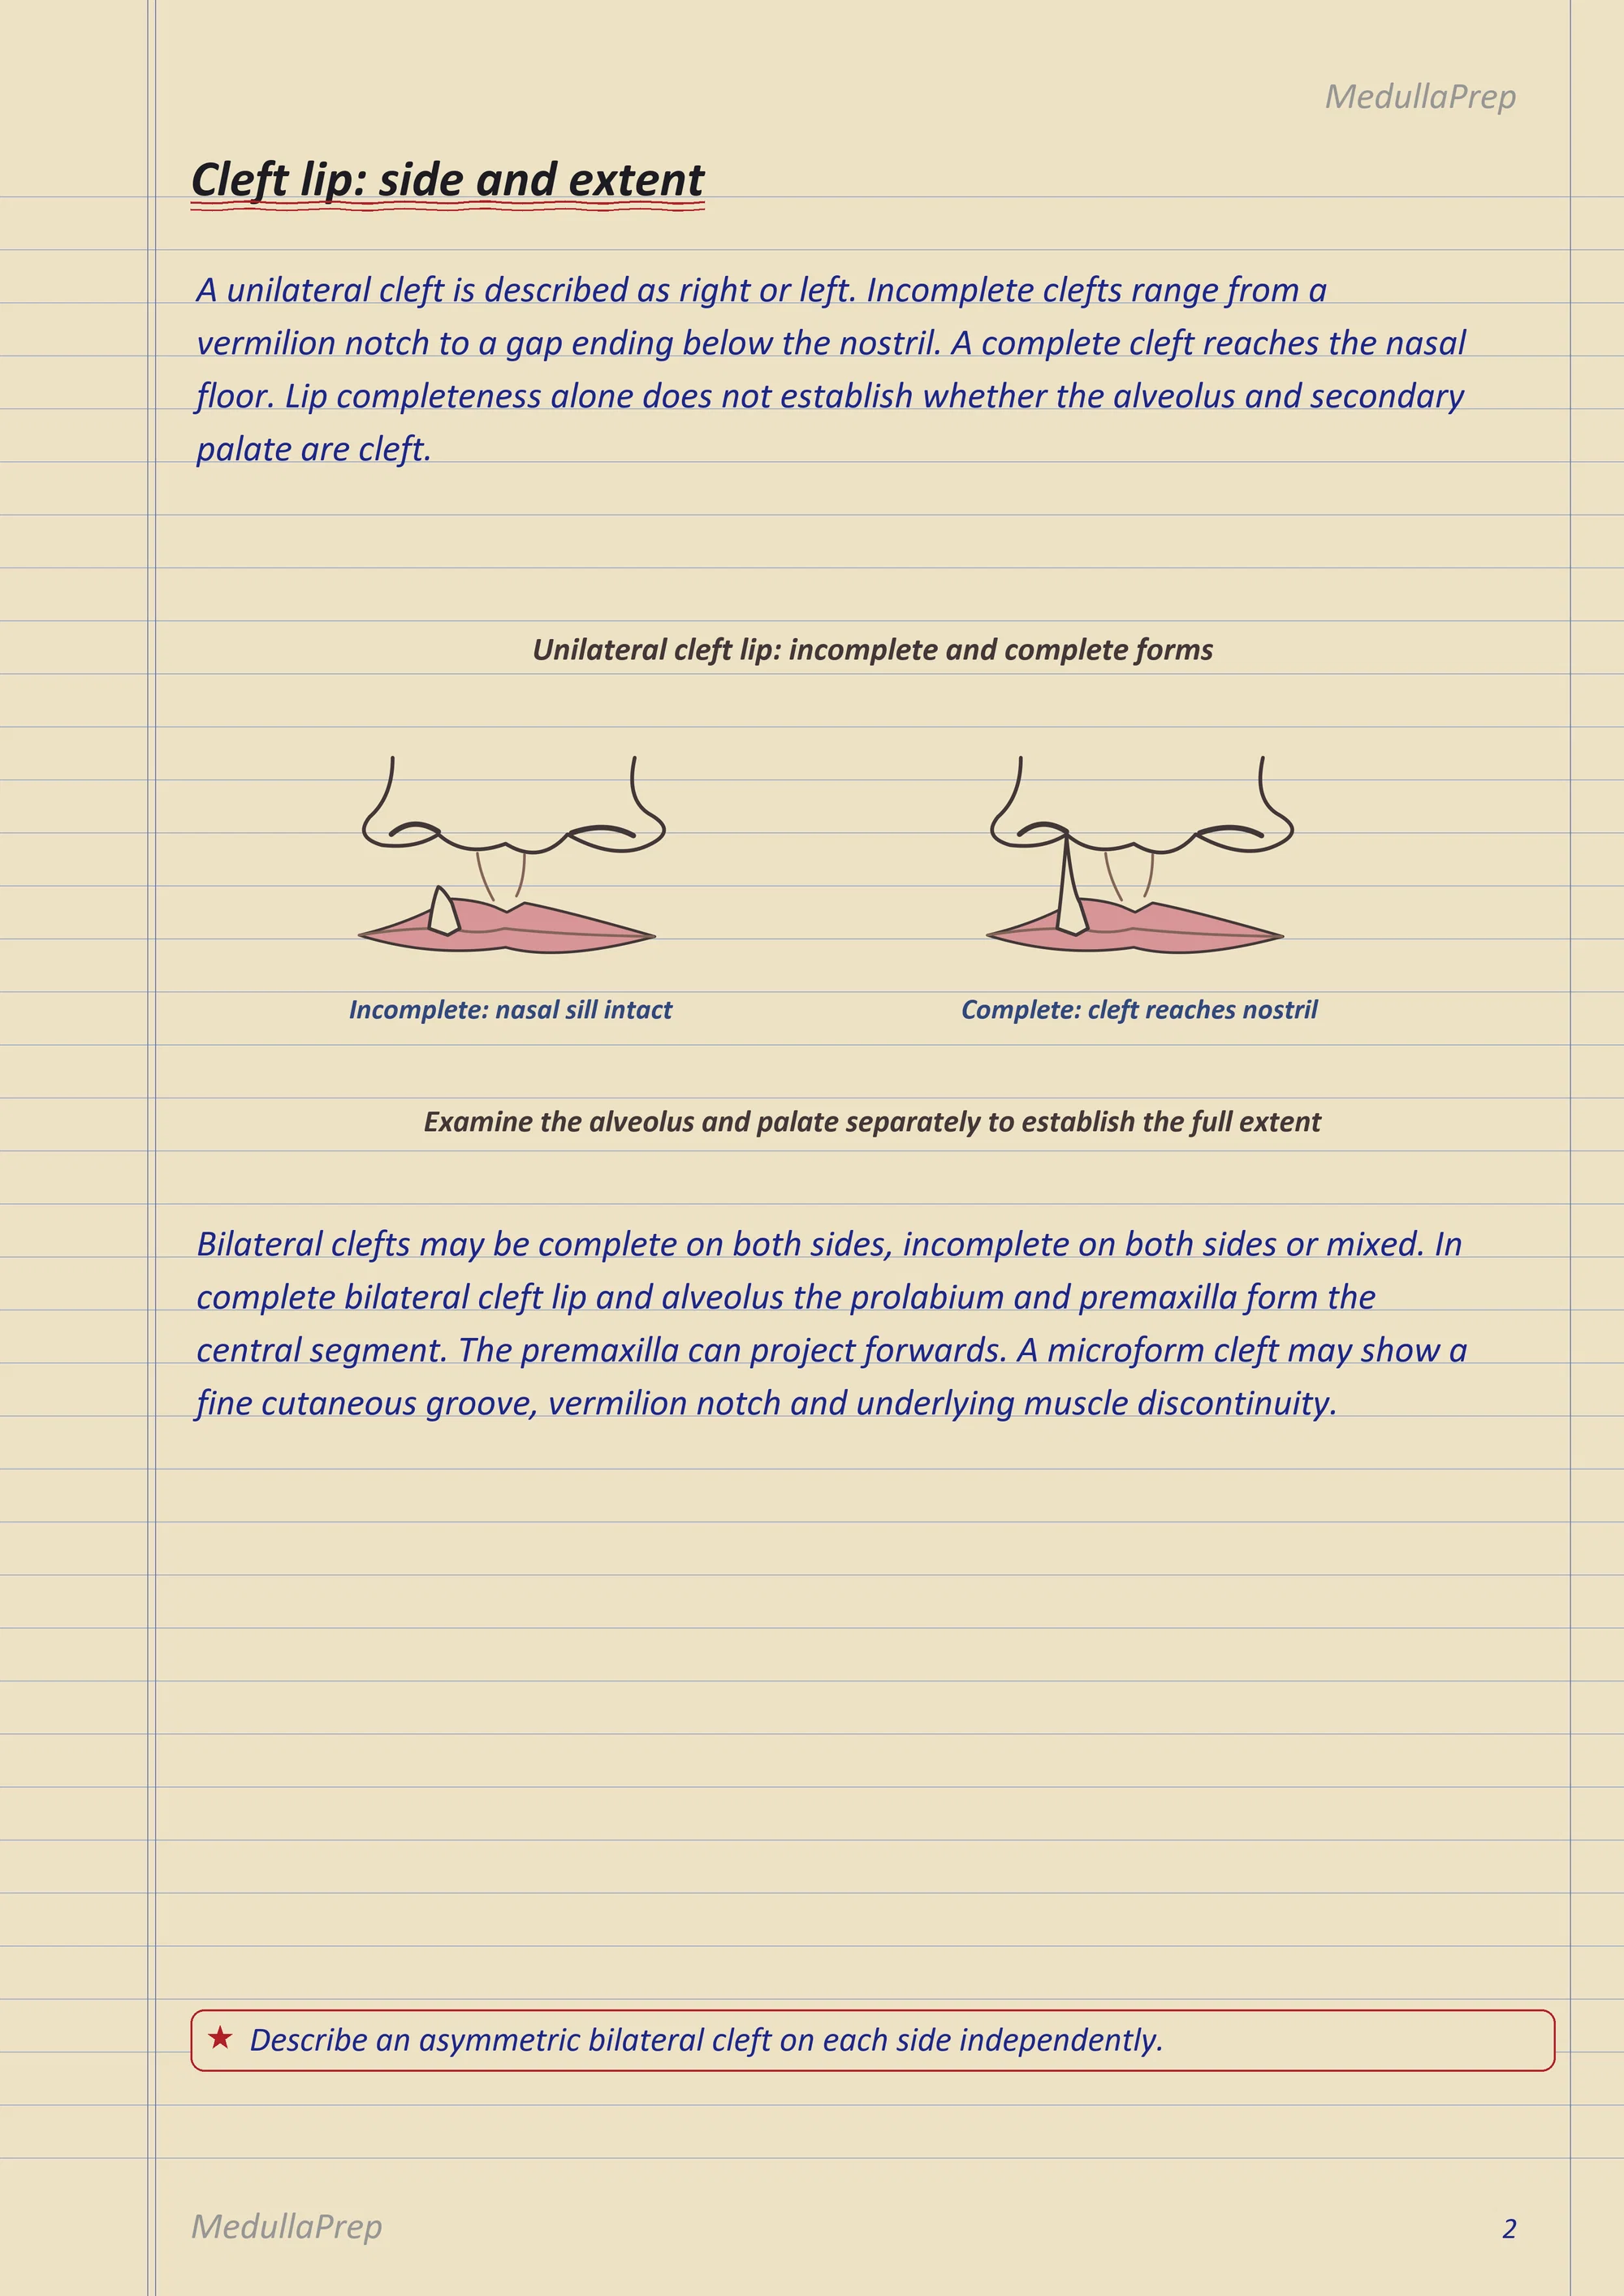 MedullaPrep
Cleft lip: side and extent
A unilateral cleft is described as right or left. Incomplete clefts range from a
vermilion notch to a gap ending below the nostril. A complete cleft reaches the nasal
floor. Lip completeness alone does not establish whether the alveolus and secondary
palate are cleft.
Unilateral cleft lip: incomplete and complete forms
Incomplete: nasal sill intact
Complete: cleft reaches nostril
Examine the alveolus and palate separately to establish the full extent
Bilateral clefts may be complete on both sides, incomplete on both sides or mixed. In
complete bilateral cleft lip and alveolus the prolabium and premaxilla form the
central segment. The premaxilla can project forwards. A microform cleft may show a
fine cutaneous groove, vermilion notch and underlying muscle discontinuity.
★ Describe an asymmetric bilateral cleft on each side independently.
MedullaPrep
2